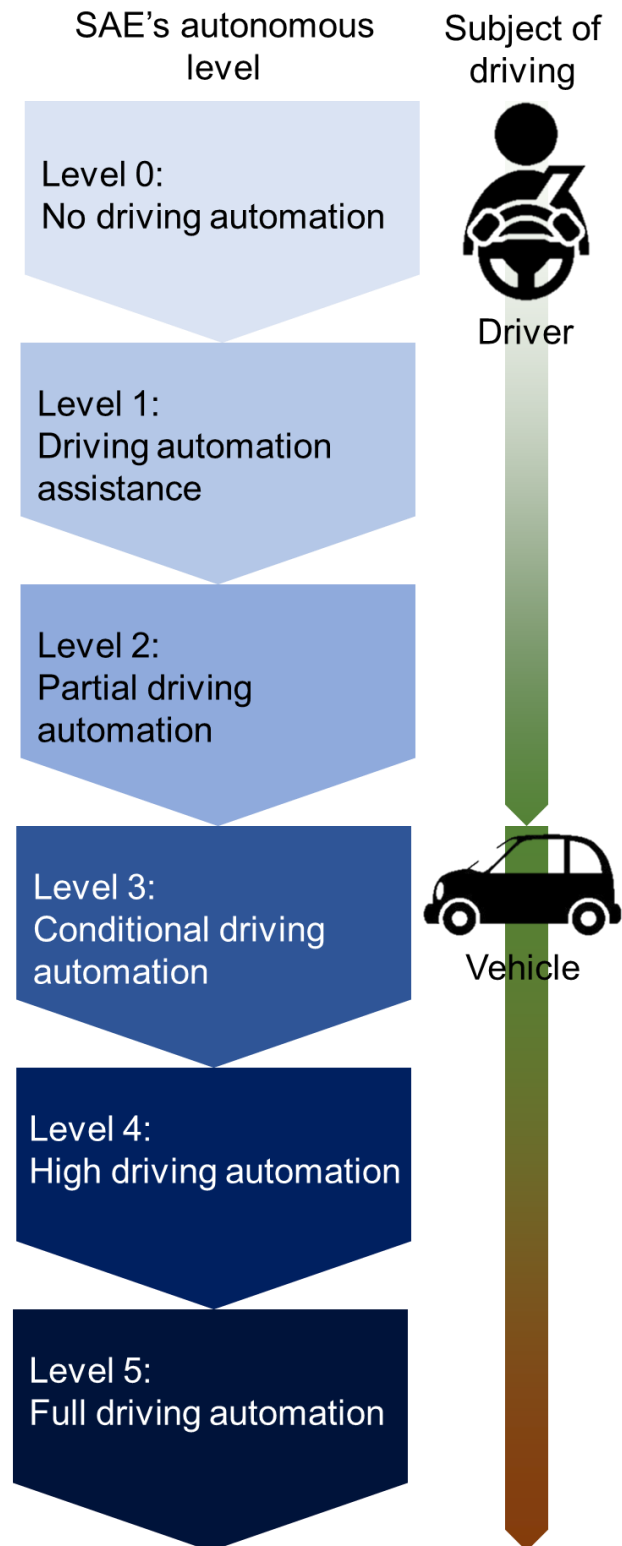 SAE's autonomous
level
Subject of
driving
Level 0:
No driving automation
Driver
Level 1:
Driving automation
assistance
Level 2:
Partial driving
automation
Level 3:
Conditional driving
automation
Vehicle
Level 4:
High driving automation
Level 5:
Full driving automation